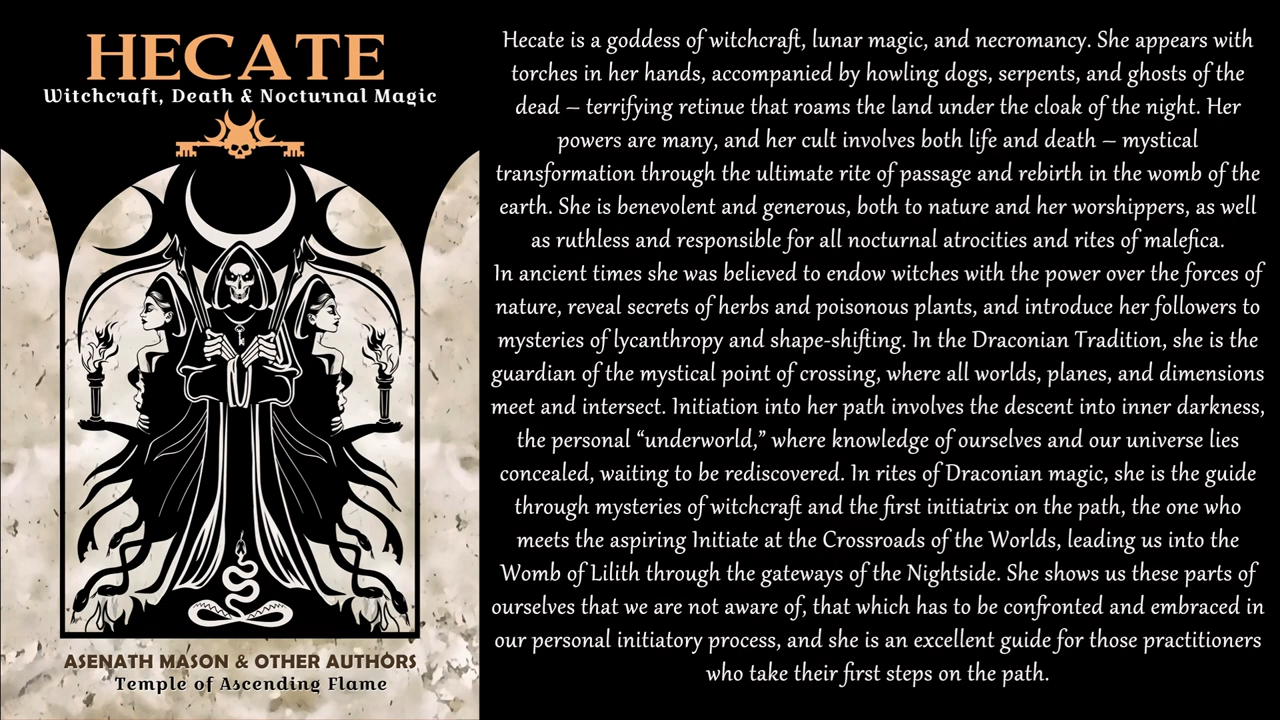 HECATE
Witchcraft, Death & Nocturnal Magic
ASENATH MASON & OTHER AUTHORS
Temple of Ascending Flame
Hecate is a goddess of witchcraft, lunar magic, and necromancy. She appears with
torches in her hands, accompanied by howling dogs, serpents, and ghosts of the
dead – terrifying retinue that roams the land under the cloak of the night. Her
powers are many, and her cult involves both life and death – mystical
transformation through the ultimate rite of passage and rebirth in the womb of the
earth. She is benevolent and generous, both to nature and her worshippers, as well
as ruthless and responsible for all nocturnal atrocities and rites of malefica.
In ancient times she was believed to endow witches with the power over the forces of
nature, reveal secrets of herbs and poisonous plants, and introduce her followers to
mysteries of lycanthropy and shape-shifting. In the Draconian Tradition, she is the
guardian of the mystical point of crossing, where all worlds, planes, and dimensions
meet and intersect. Initiation into her path involves the descent into inner darkness,
the personal “underworld,” where knowledge of ourselves and our universe lies
concealed, waiting to be rediscovered. In rites of Draconian magic, she is the guide
through mysteries of witchcraft and the first initiatrix on the path, the one who
meets the aspiring Initiate at the Crossroads of the Worlds, leading us into the
Womb of Lilith through the gateways of the Nightside. She shows us these parts of
ourselves that we are not aware of, that which has to be confronted and embraced in
our personal initiatory process, and she is an excellent guide for those practitioners
who take their first steps on the path.